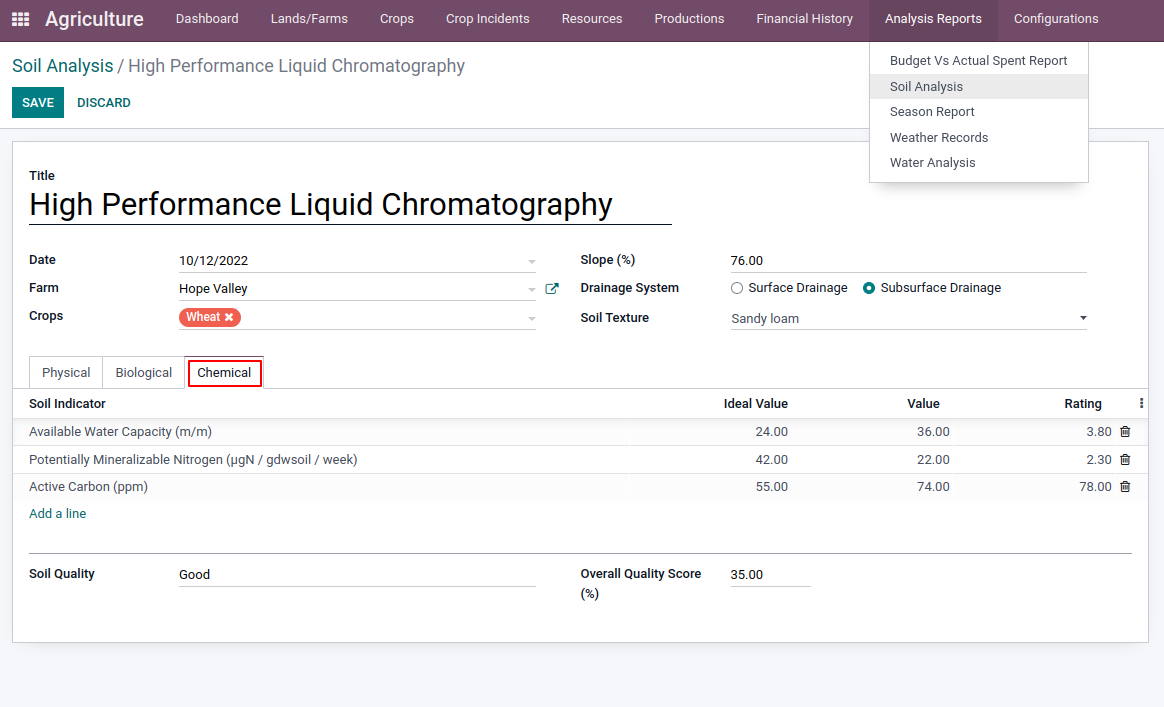 Agriculture Dashboard Lands/Farms Crops Crop Incidents Resources Productions Financial History Analysis Reports Configurations
Budget Vs Actual Spent Report
Soil Analysis
Season Report
Weather Records
Water Analysis
Soil Analysis / High Performance Liquid Chromatography
SAVE DISCARD
Title
High Performance Liquid Chromatography
Date 10/12/2022 Slope (%) 76.00
Farm Hope Valley Drainage System Surface Drainage Subsurface Drainage
Crops Wheat Soil Texture Sandy loam
Physical Biological Chemical
Soil Indicator Ideal Value Value Rating
Available Water Capacity (m/m) 24.00 36.00 3.80
Potentially Mineralizable Nitrogen (µgN / gdwsoil / week) 42.00 22.00 2.30
Active Carbon (ppm) 55.00 74.00 78.00
Add a line
Soil Quality Good Overall Quality Score 35.00
(%)